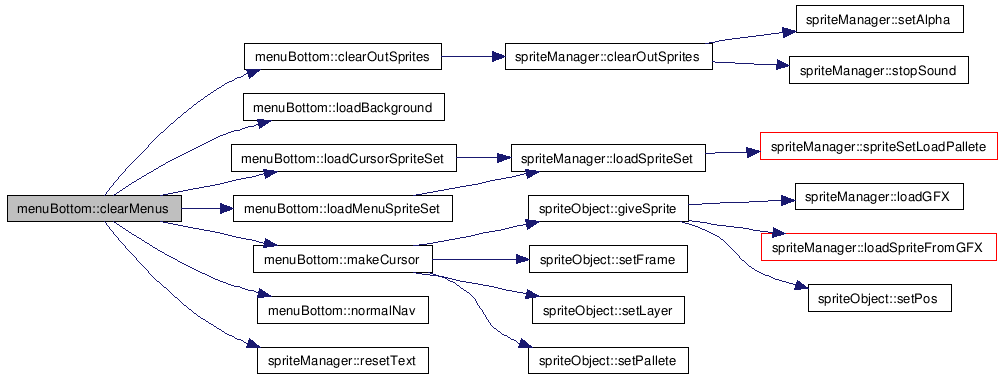 menuBottom::clearMenus
menuBottom::clearOutSprites
menuBottom::loadBackground
menuBottom::loadCursorSpriteSet
menuBottom::loadMenuSpriteSet
menuBottom::makeCursor
menuBottom::normalNav
spriteManager::resetText
spriteManager::clearOutSprites
spriteManager::loadSpriteSet
spriteObject::giveSprite
spriteObject::setFrame
spriteObject::setLayer
spriteObject::setPallete
spriteManager::setAlpha
spriteManager::stopSound
spriteManager::spriteSetLoadPallete
spriteManager::loadGFX
spriteManager::loadSpriteFromGFX
spriteObject::setPos